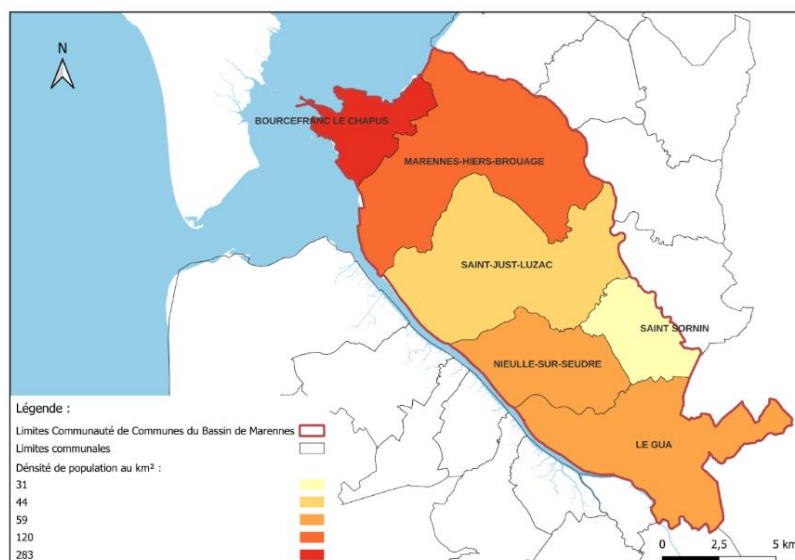 N
BOURCEFRANC LE CHAPUS
MARENNES-HIERS-BROUAGE
SAINT-JUST-LUZAC
SAINT SORNIN
NIEULLE-SUR-SEUDRE
LE GUA
Légende :
Limites Communauté de Communes du Bassin de Marennes
Limites communales
Dénsité de population au km² :
31
44
59
120
283
0 2,5 5 km